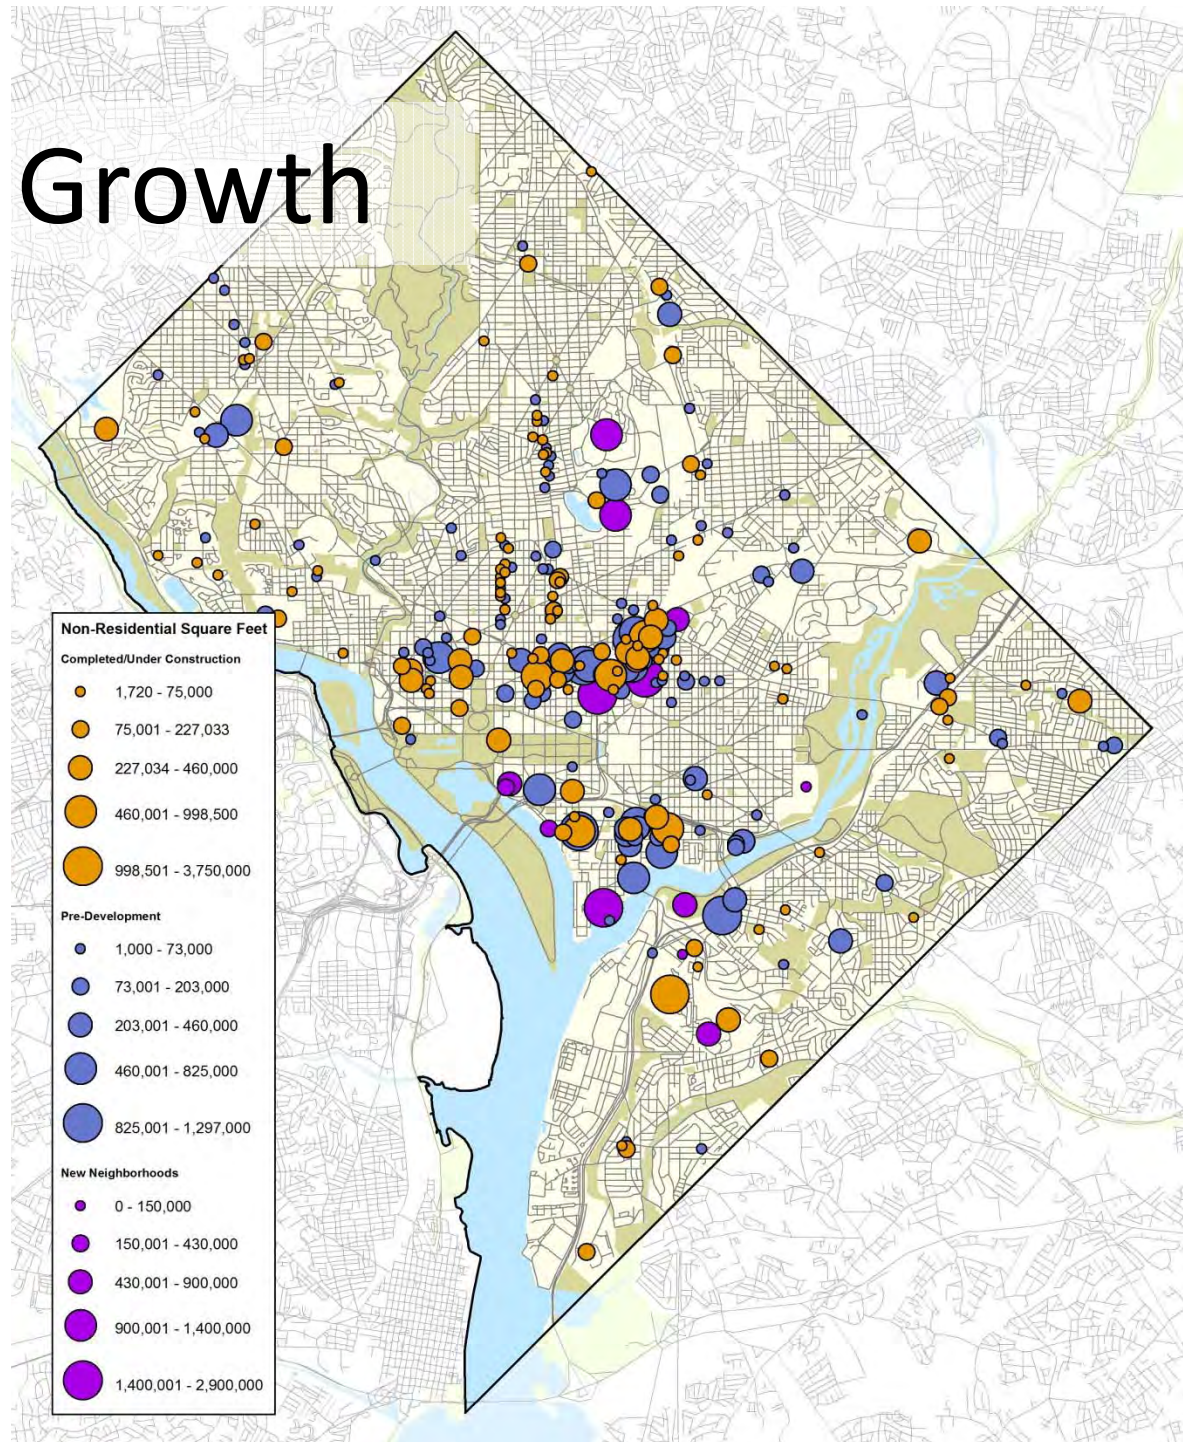 Growth
Non-Residential Square Feet
Completed/Under Construction
1,720 - 75,000
75,001 - 227,033
227,034 - 460,000
460,001 - 998,500
998,501 - 3,750,000
Pre-Development
1,000 - 73,000
73,001 - 203,000
203,001 - 460,000
460,001 - 825,000
825,001 - 1,297,000
New Neighborhoods
0 - 150,000
150,001 - 430,000
430,001 - 900,000
900,001 - 1,400,000
1,400,001 - 2,900,000